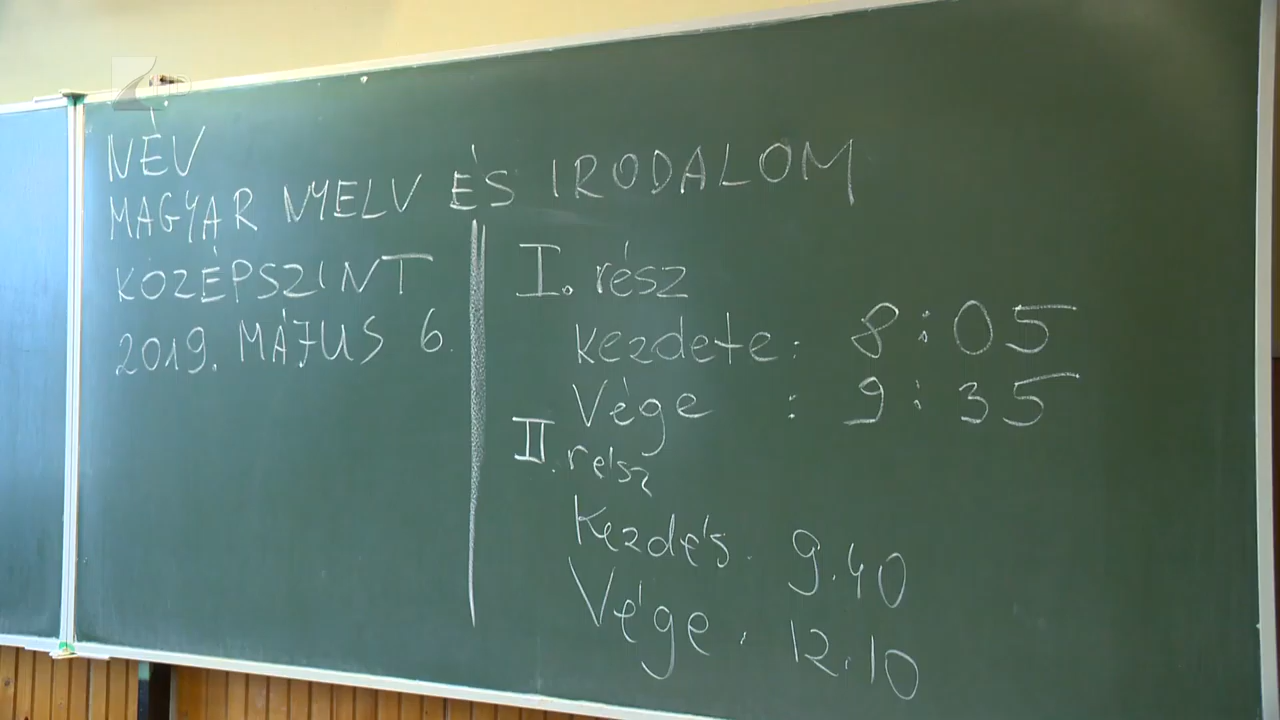 NÉV
MAGYAR NYELV ÉS IRODALOM
KÖZÉPSZINT
2019. MÁJUS 6.
I. rész
kezdete: 8:05
Vége : 9:35
II. rész
Kezdés. 9.40
Vége. 12.10